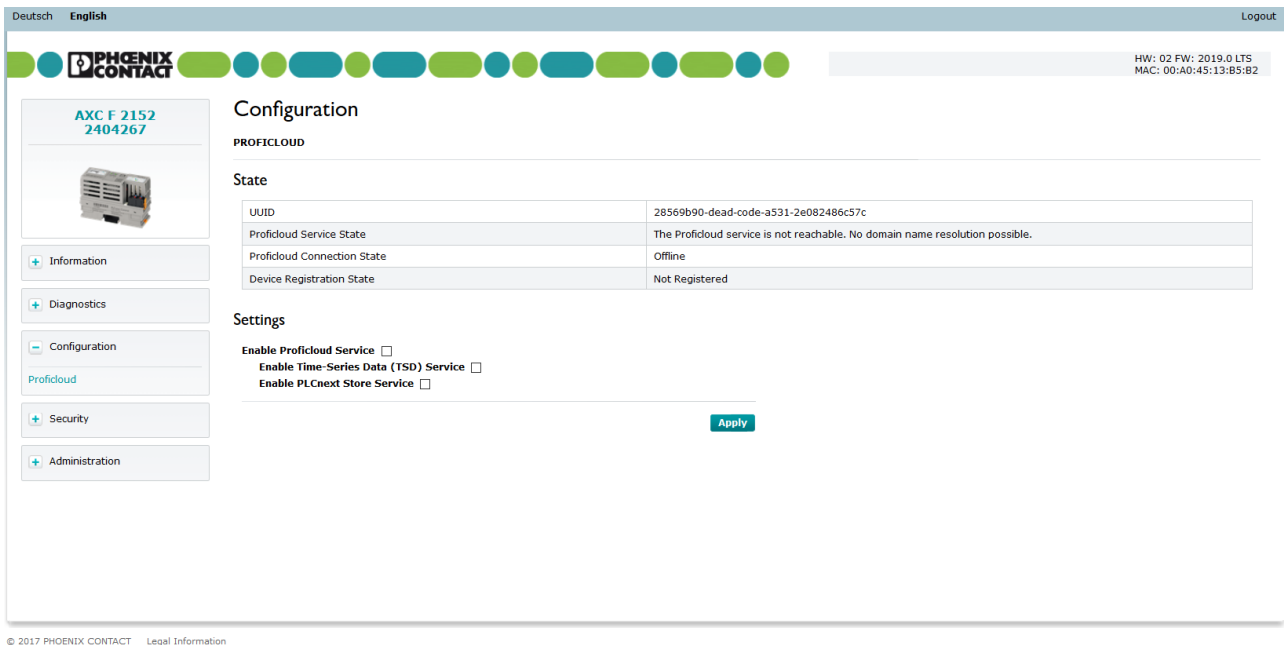 Deutsch English Logout
PHŒNIX
CONTACT
HW: 02 FW: 2019.0 LTS
MAC: 00:A0:45:13:B5:B2
AXC F 2152
2404267
Configuration
PROFICLOUD
State
UUID 28569b90-dead-code-a531-2e082486c57c
Proficloud Service State The Proficloud service is not reachable. No domain name resolution possible.
Proficloud Connection State Offline
Device Registration State Not Registered
Information
Diagnostics
Configuration
Proficloud
Security
Administration
Settings
Enable Proficloud Service
Enable Time-Series Data (TSD) Service
Enable PLCnext Store Service
Apply
© 2017 PHOENIX CONTACT Legal Information